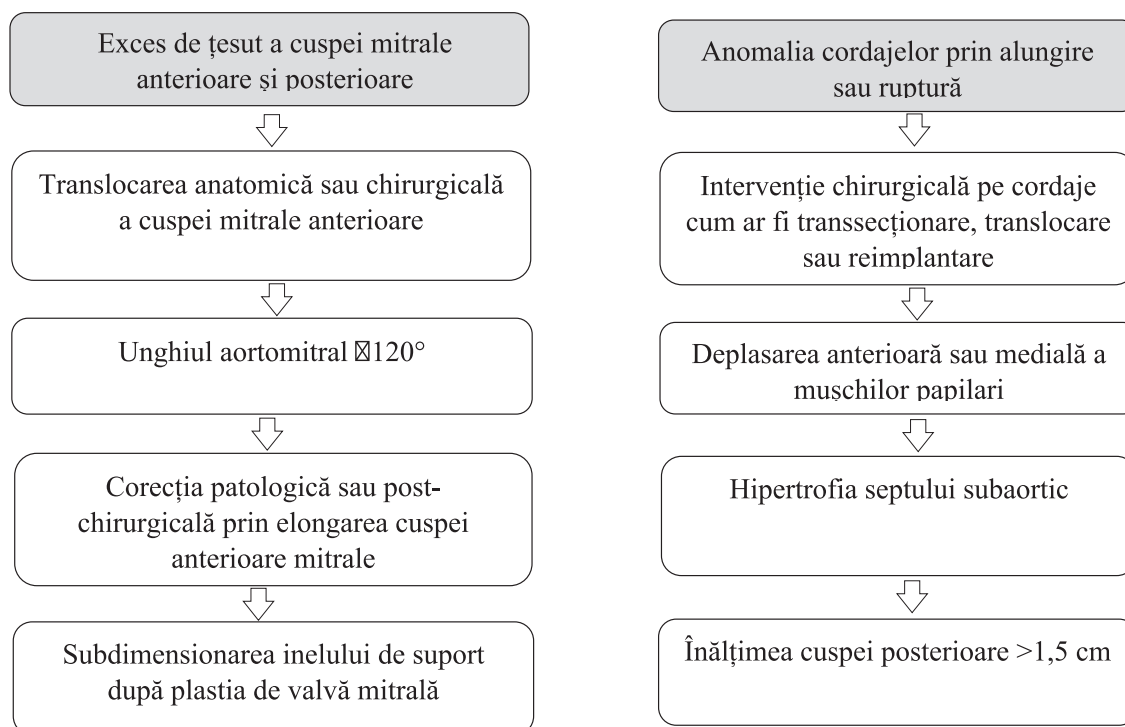 Exces de țesut a cuspei mitrale
anterioare și posterioare
Translocarea anatomică sau chirurgicală
a cuspei mitrale anterioare
Unghiul aortomitral 120°
Corecția patologică sau post-
chirurgicală prin elongarea cuspei
anterioare mitrale
Subdimensionarea inelului de suport
după plastia de valvă mitrală
Anomalia cordajelor prin alungire
sau ruptură
Intervenție chirurgicală pe cordaje
cum ar fi transsecționare, translocare
sau reimplantare
Deplasarea anterioară sau medială a
mușchilor papilari
Hipertrofia septului subaortic
Înălțimea cuspei posterioare >1,5 cm